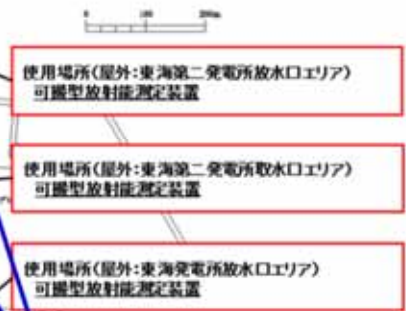 0 100 200m
使用場所(屋外:東海第二発電所放水口エリア)
可搬型放射能測定装置
使用場所(屋外:東海第二発電所取水口エリア)
可搬型放射能測定装置
使用場所(屋外:東海発電所放水口エリア)
可搬型放射能測定装置